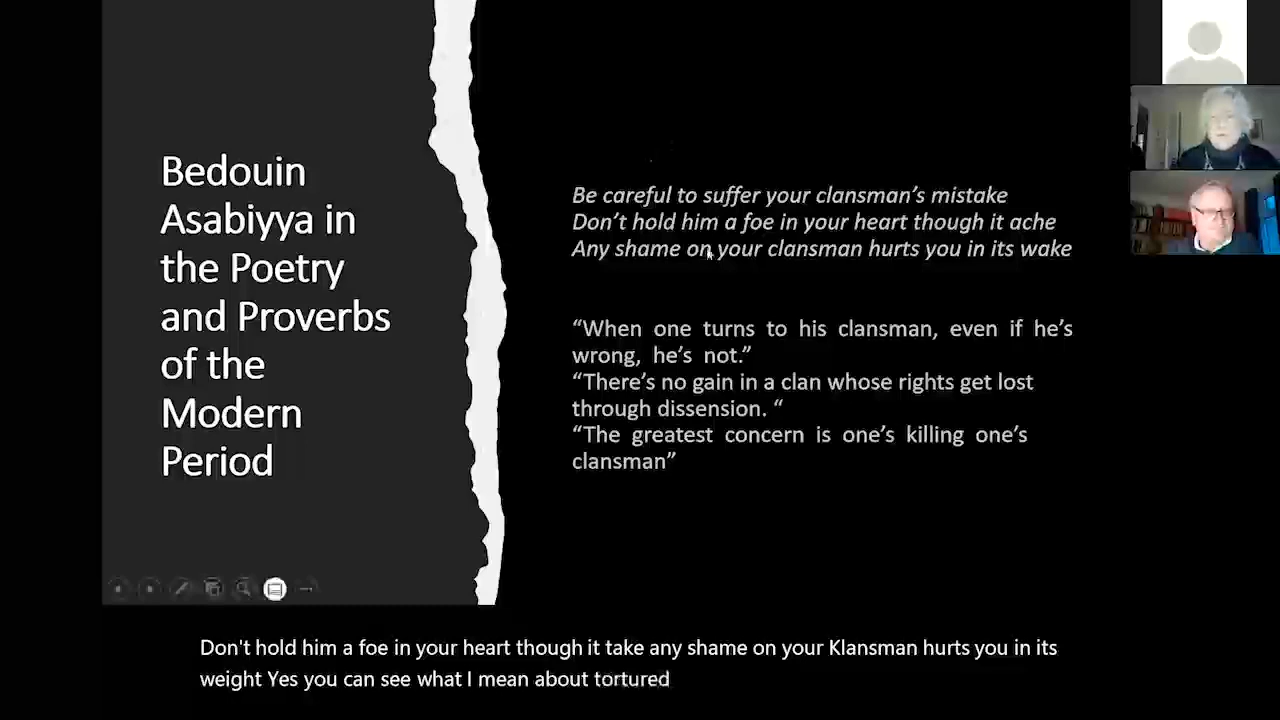 Bedouin
Asabiyya in
the Poetry
and Proverbs
of the
Modern
Period
Be careful to suffer your clansman’s mistake
Don’t hold him a foe in your heart though it ache
Any shame on your clansman hurts you in its wake
“When one turns to his clansman, even if he’s
wrong, he’s not.”
“There’s no gain in a clan whose rights get lost
through dissension. “
“The greatest concern is one’s killing one’s
clansman”
Don't hold him a foe in your heart though it take any shame on your Klansman hurts you in its
weight Yes you can see what I mean about tortured